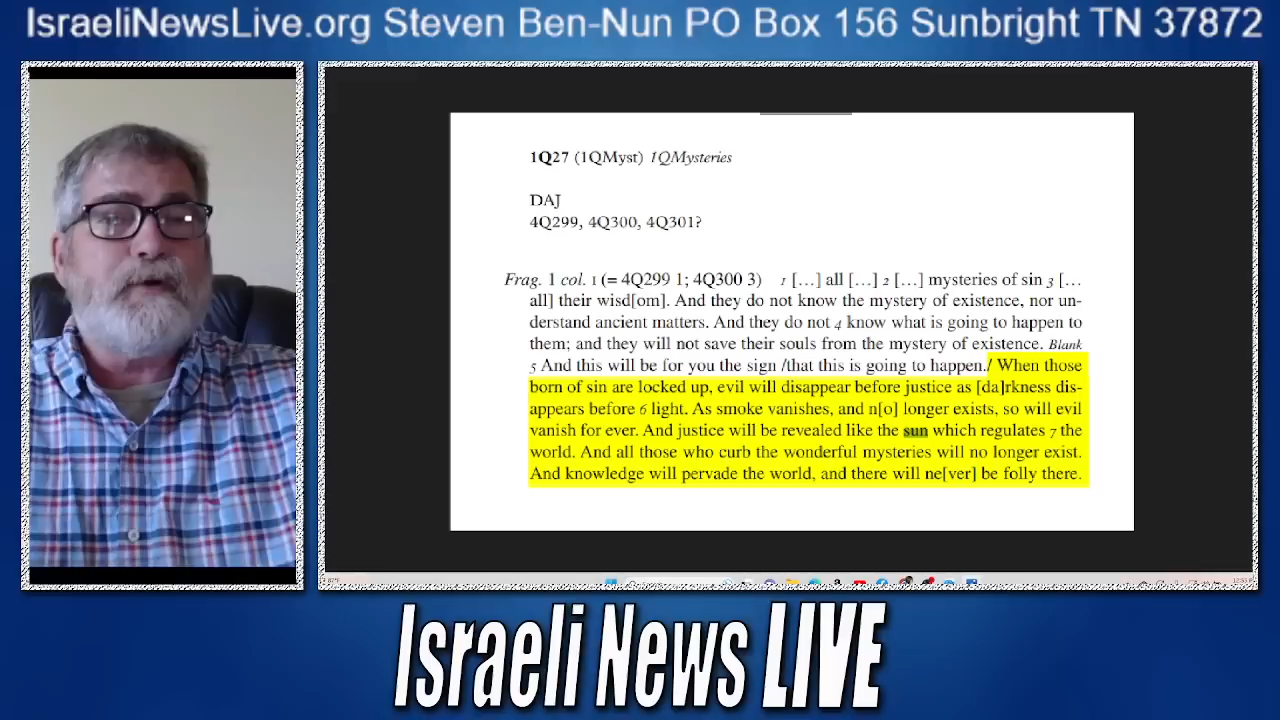 IsraeliNewsLive.org Steven Ben-Nun PO Box 156 Sunbright TN 37872
1Q27 (1QMyst) 1QMysteries
DAJ
4Q299, 4Q300, 4Q301?
Frag. 1 col. I (= 4Q299 1; 4Q300 3) 1 [...] all [...] 2 [...] mysteries of sin 3 [...
all] their wisd[om]. And they do not know the mystery of existence, nor un-
derstand ancient matters. And they do not 4 know what is going to happen to
them; and they will not save their souls from the mystery of existence. Blank
5 And this will be for you the sign /that this is going to happen./ When those
born of sin are locked up, evil will disappear before justice as [da]rkness dis-
appears before 6 light. As smoke vanishes, and n[o] longer exists, so will evil
vanish for ever. And justice will be revealed like the sun which regulates 7 the
world. And all those who curb the wonderful mysteries will no longer exist.
And knowledge will pervade the world, and there will ne[ver] be folly there.
Israeli News LIVE